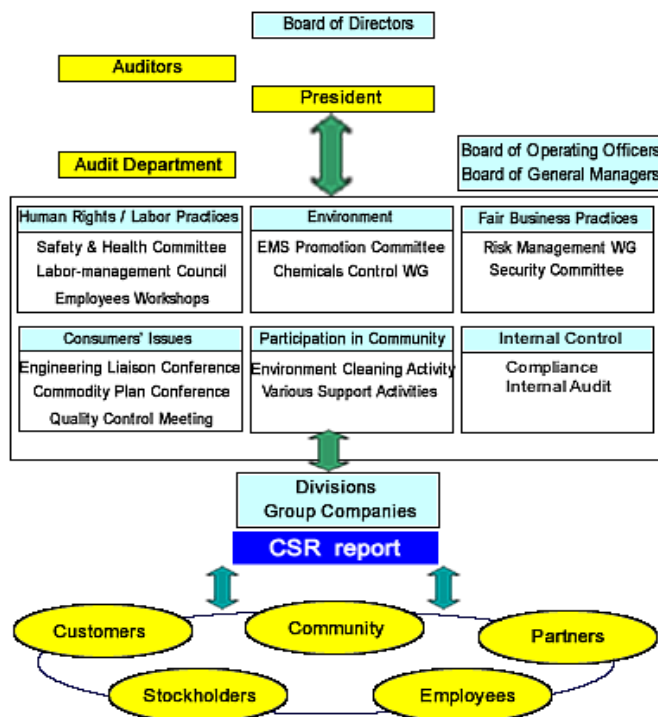 Board of Directors
Auditors
President
Audit Department
Board of Operating Officers
Board of General Managers
Human Rights / Labor Practices
Safety & Health Committee
Labor-management Council
Employees Workshops
Environment
EMS Promotion Committee
Chemicals Control WG
Fair Business Practices
Risk Management WG
Security Committee
Consumers' Issues
Engineering Liaison Conference
Commodity Plan Conference
Quality Control Meeting
Participation in Community
Environment Cleaning Activity
Various Support Activities
Internal Control
Compliance
Internal Audit
Divisions
Group Companies
CSR report
Customers
Community
Partners
Stockholders
Employees